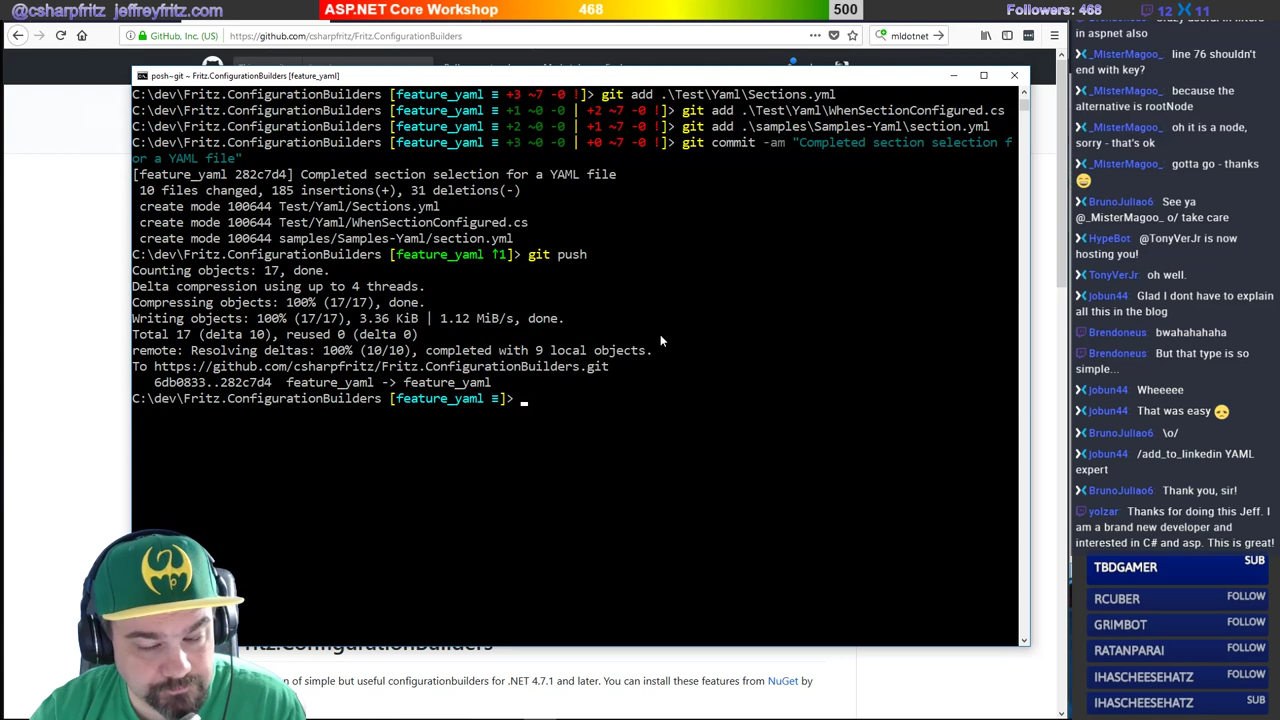 @csharpfritz jeffreyfritz.com
ASP.NET Core Workshop 468 500
Followers: 468 12 11
GitHub, Inc. (US) https://github.com/csharpfritz/Fritz.ConfigurationBuilders mldotnet
posh~git ~ Fritz.ConfigurationBuilders [feature_yaml]
C:\dev\Fritz.ConfigurationBuilders [feature_yaml ≡ +3 ~7 -0 !]> git add .\Test\Yaml\Sections.yml
C:\dev\Fritz.ConfigurationBuilders [feature_yaml ≡ +1 ~0 -0 | +2 ~7 -0 !]> git add .\Test\Yaml\WhenSectionConfigured.cs
C:\dev\Fritz.ConfigurationBuilders [feature_yaml ≡ +2 ~0 -0 | +1 ~7 -0 !]> git add .\samples\Samples-Yaml\section.yml
C:\dev\Fritz.ConfigurationBuilders [feature_yaml ≡ +3 ~0 -0 | +0 ~7 -0 !]> git commit -am "Completed section selection f
or a YAML file"
[feature_yaml 282c7d4] Completed section selection for a YAML file
10 files changed, 185 insertions(+), 31 deletions(-)
create mode 100644 Test/Yaml/Sections.yml
create mode 100644 Test/Yaml/WhenSectionConfigured.cs
create mode 100644 samples/Samples-Yaml/section.yml
C:\dev\Fritz.ConfigurationBuilders [feature_yaml ↑1]> git push
Counting objects: 17, done.
Delta compression using up to 4 threads.
Compressing objects: 100% (17/17), done.
Writing objects: 100% (17/17), 3.36 KiB | 1.12 MiB/s, done.
Total 17 (delta 10), reused 0 (delta 0)
remote: Resolving deltas: 100% (10/10), completed with 9 local objects.
To https://github.com/csharpfritz/Fritz.ConfigurationBuilders.git
6db0833..282c7d4 feature_yaml -> feature_yaml
C:\dev\Fritz.ConfigurationBuilders [feature_yaml ≡]>
Fritz.ConfigurationBuilders
n of simple but useful configurationbuilders for .NET 4.7.1 and later. You can install these features from NuGet by
in aspnet also
_MisterMagoo_ line 76 shouldn't
end with key?
_MisterMagoo_ because the
alternative is rootNode
_MisterMagoo_ oh it is a node,
sorry - that's ok
_MisterMagoo_ gotta go - thanks
BrunoJuliao6 See ya
@_MisterMagoo_ o/ take care
HypeBot @TonyVerJr is now
hosting you!
TonyVerJr oh well.
jobun44 Glad I dont have to explain
all this in the blog
Brendoneus bwahahahaha
Brendoneus But that type is so
simple...
jobun44 Wheeeee
jobun44 That was easy
BrunoJuliao6 \o/
jobun44 /add_to_linkedin YAML
expert
BrunoJuliao6 Thank you, sir!
yolzar Thanks for doing this Jeff. I
am a brand new developer and
interested in C# and asp. This is great!
TBDGAMER SUB
RCUBER FOLLOW
GRIMBOT FOLLOW
RATANPARAI FOLLOW
IHASCHEESEHATZ FOLLOW
IHASCHEESEHATZ SUB